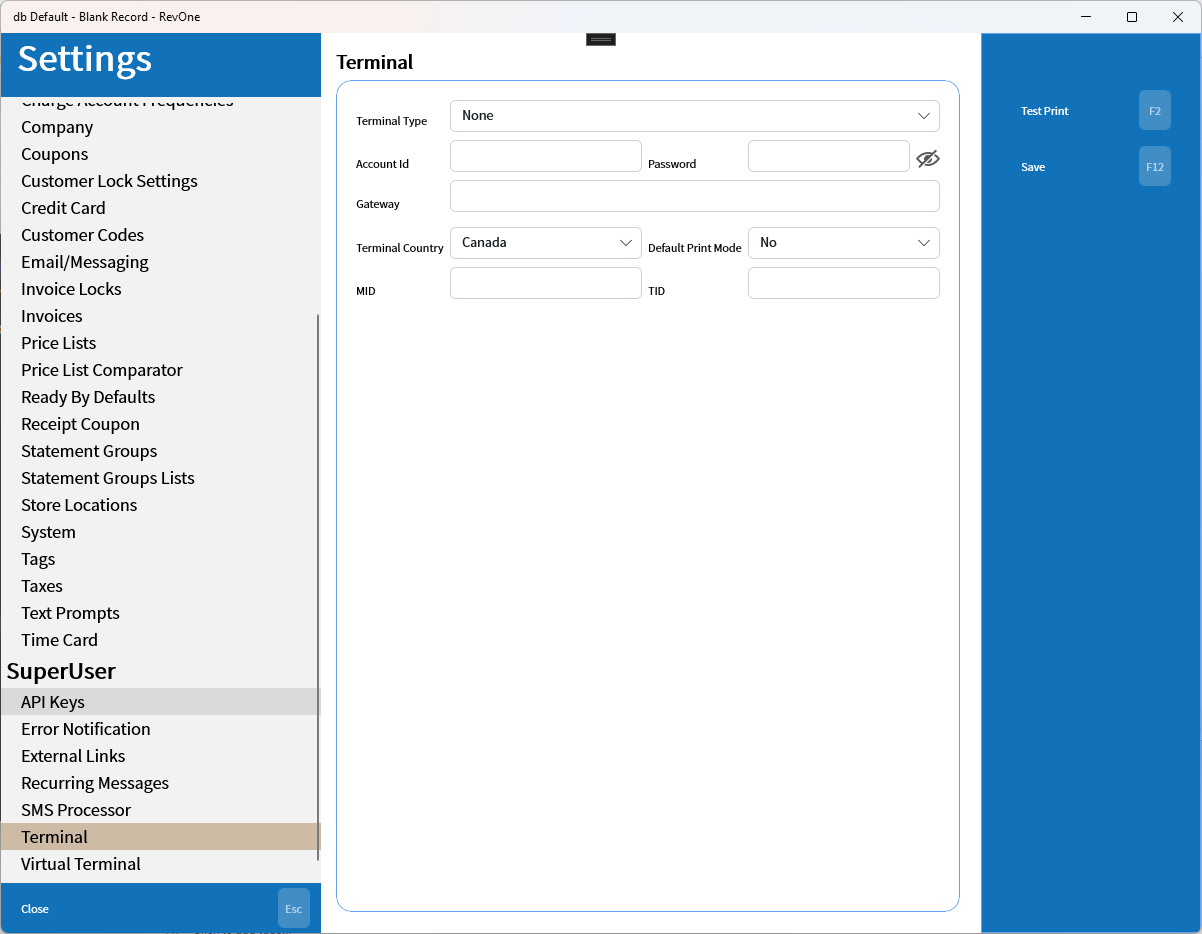 db Default - Blank Record - RevOne
Settings
Charge Account Frequencies
Company
Coupons
Customer Lock Settings
Credit Card
Customer Codes
Email/Messaging
Invoice Locks
Invoices
Price Lists
Price List Comparator
Ready By Defaults
Receipt Coupon
Statement Groups
Statement Groups Lists
Store Locations
System
Tags
Taxes
Text Prompts
Time Card
SuperUser
API Keys
Error Notification
External Links
Recurring Messages
SMS Processor
Terminal
Virtual Terminal
Close Esc
Terminal
Terminal Type None
Account Id Password
Gateway
Terminal Country Canada Default Print Mode No
MID TID
Test Print F2
Save F12